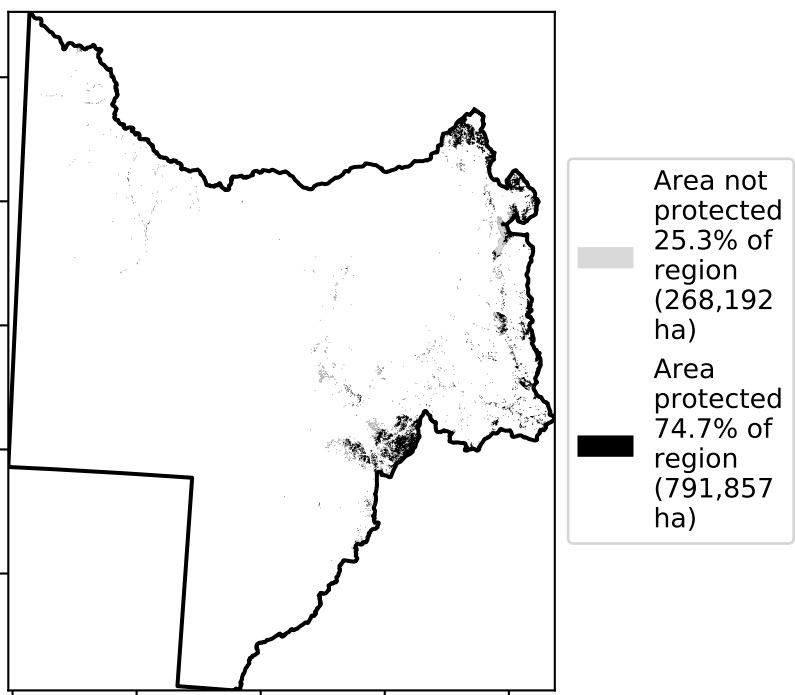 Area not
protected
25.3% of
region
(268,192
ha)
Area
protected
74.7% of
region
(791,857
ha)